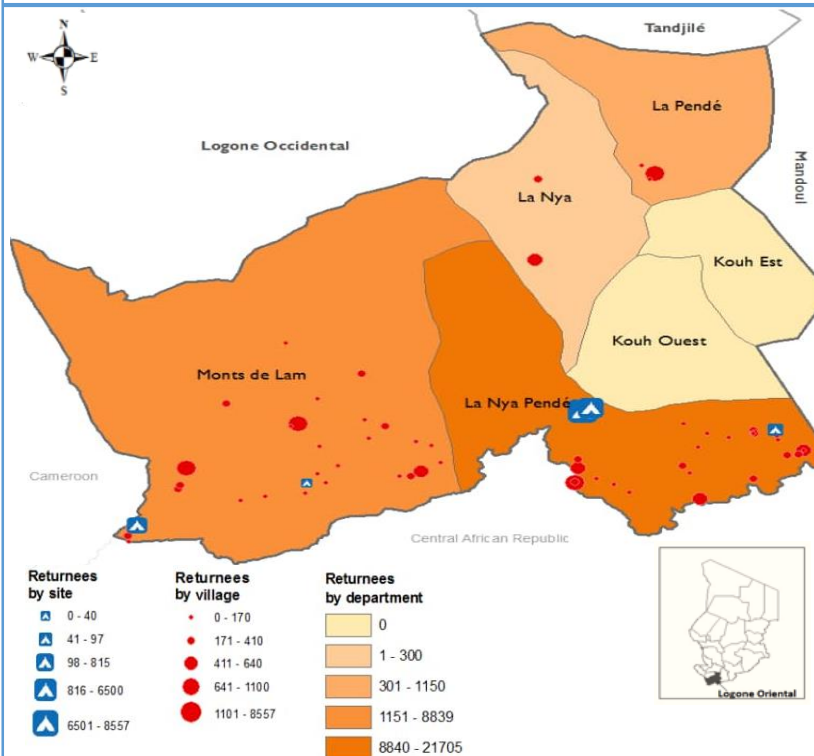 N
W E
S
Tandjilé
La Pendé
Logone Occidental
Mandoul
La Nya
Kouh Est
Kouh Ouest
Monts de Lam
La Nya Pendé
Cameroon
Central African Republic
Returnees
by site
0 - 40
41 - 97
98 - 815
816 - 6500
6501 - 8557
Returnees
by village
0 - 170
171 - 410
411 - 640
641 - 1100
1101 - 8557
Returnees
by department
0
1 - 300
301 - 1150
1151 - 8839
8840 - 21705
Logone Oriental